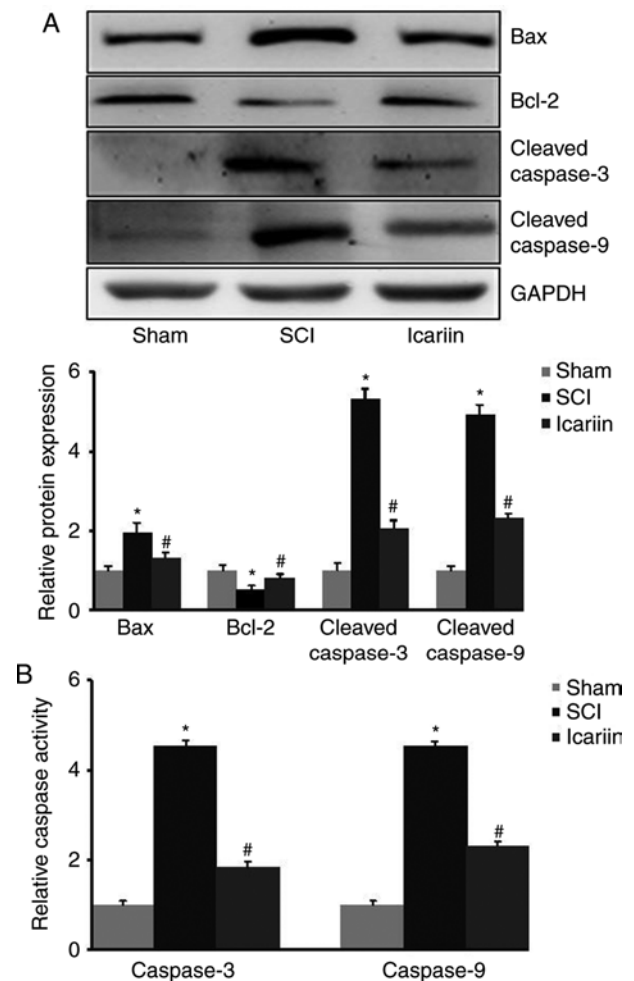 A
Bax
Bcl-2
Cleaved
caspase-3
Cleaved
caspase-9
GAPDH
Sham SCI Icariin
Relative protein expression
6
4
2
0
* # * # * # * #
Sham
SCI
Icariin
Bax Bcl-2 Cleaved caspase-3 Cleaved caspase-9
B
Relative caspase activity
6
4
2
0
* # * #
Sham
SCI
Icariin
Caspase-3 Caspase-9